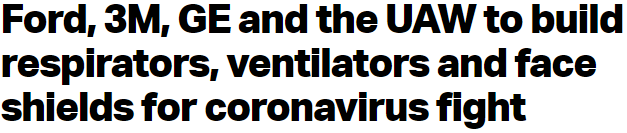 Ford, 3M, GE and the UAW to build
respirators, ventilators and face
shields for coronavirus fight